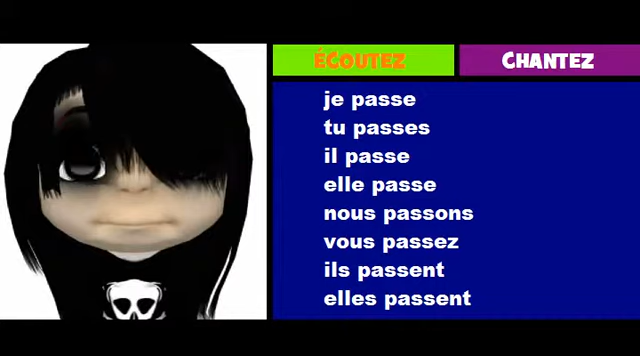 ÉCOUTEZ
CHANTEZ
je passe
tu passes
il passe
elle passe
nous passons
vous passez
ils passent
elles passent